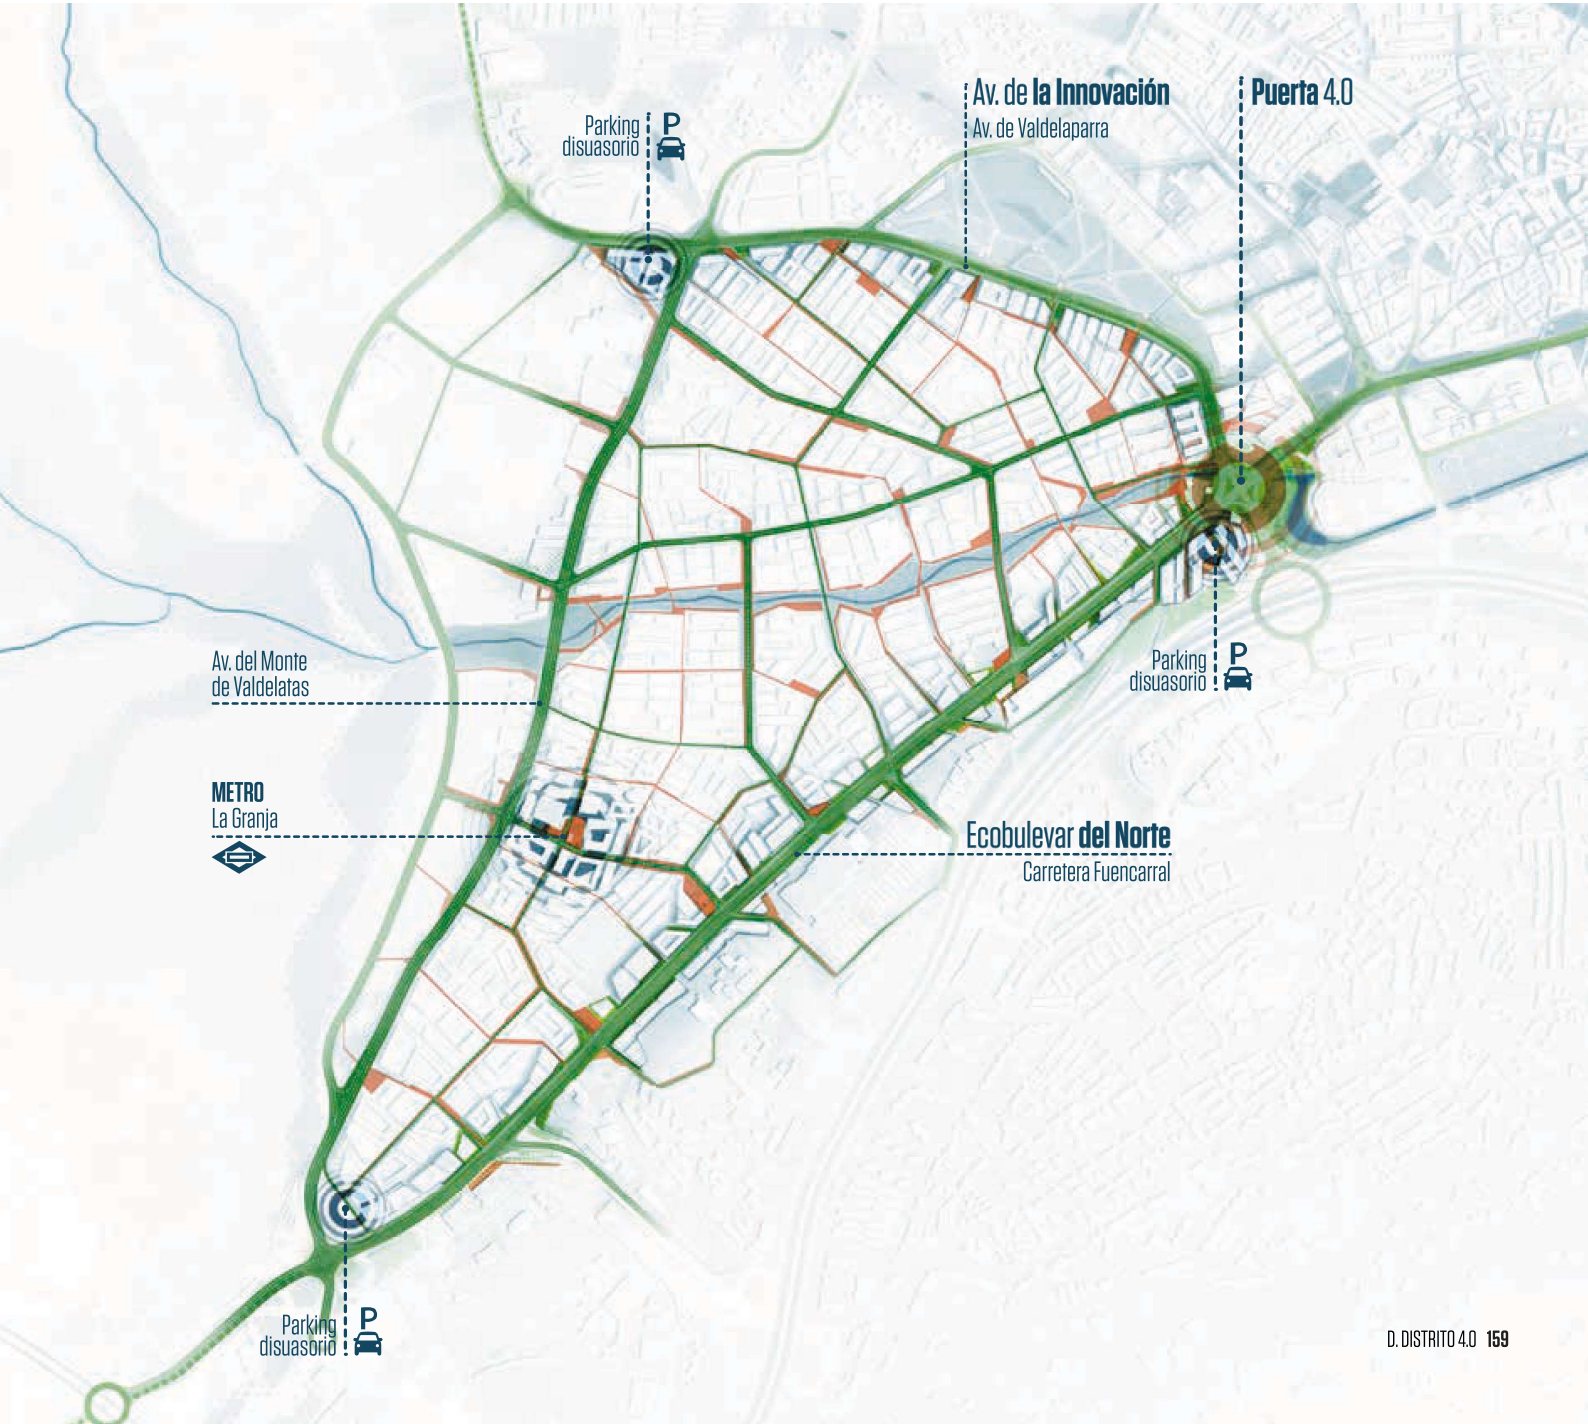 Av. de la Innovación
Av. de Valdelaparra
Puerta 4.0
Parking
disuasorio
P
Av. del Monte
de Valdelatas
Parking
disuasorio
P
METRO
La Granja
Ecobulevar del Norte
Carretera Fuencarral
Parking
disuasorio
P
D. DISTRITO 4.0 159